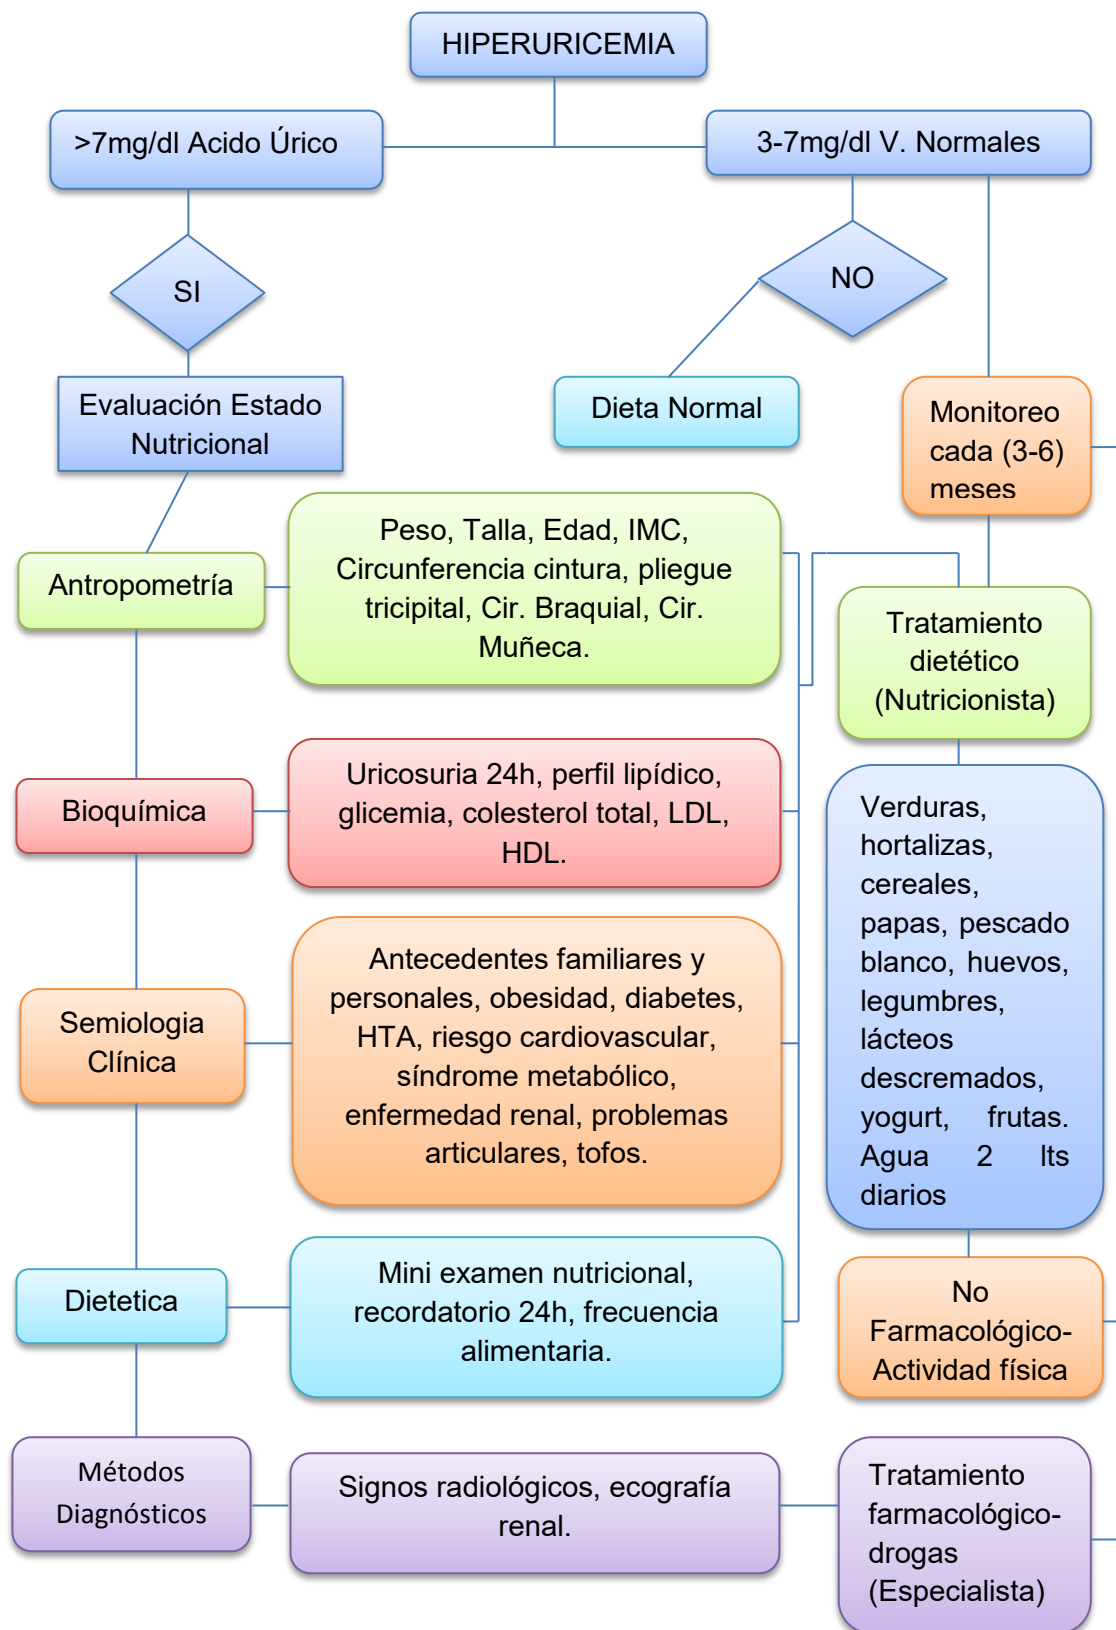 HIPERURICEMIA
>7mg/dl Acido Úrico
3-7mg/dl V. Normales
SI
NO
Evaluación Estado
Nutricional
Dieta Normal
Monitoreo
cada (3-6)
meses
Antropometría
Peso, Talla, Edad, IMC,
Circunferencia cintura, pliegue
tricipital, Cir. Braquial, Cir.
Muñeca.
Tratamiento
dietético
(Nutricionista)
Bioquímica
Uricosuria 24h, perfil lipídico,
glicemia, colesterol total, LDL,
HDL.
Verduras,
hortalizas,
cereales,
papas, pescado
blanco, huevos,
legumbres,
lácteos
descremados,
yogurt, frutas.
Agua 2 lts
diarios
Semiologia
Clínica
Antecedentes familiares y
personales, obesidad, diabetes,
HTA, riesgo cardiovascular,
síndrome metabólico,
enfermedad renal, problemas
articulares, tofos.
Dietetica
Mini examen nutricional,
recordatorio 24h, frecuencia
alimentaria.
No
Farmacológico-
Actividad física
Métodos
Diagnósticos
Signos radiológicos, ecografía
renal.
Tratamiento
farmacológico-
drogas
(Especialista)